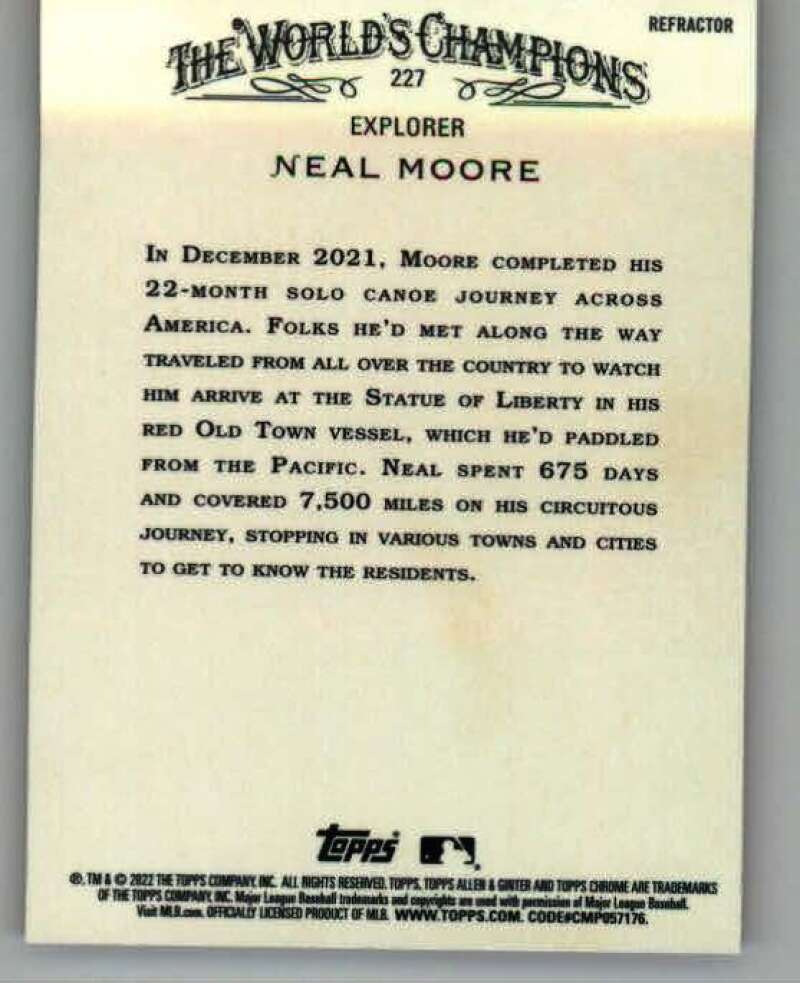 REFRACTOR
THE WORLD'S CHAMPIONS
227
EXPLORER
NEAL MOORE
IN DECEMBER 2021, MOORE COMPLETED HIS
22-MONTH SOLO CANOE JOURNEY ACROSS
AMERICA. FOLKS HE'D MET ALONG THE WAY
TRAVELED FROM ALL OVER THE COUNTRY TO WATCH
HIM ARRIVE AT THE STATUE OF LIBERTY IN HIS
RED OLD TOWN VESSEL, WHICH HE'D PADDLED
FROM THE PACIFIC. NEAL SPENT 675 DAYS
AND COVERED 7,500 MILES ON HIS CIRCUITOUS
JOURNEY, STOPPING IN VARIOUS TOWNS AND CITIES
TO GET TO KNOW THE RESIDENTS.
TOPPS
®, TM & © 2022 THE TOPPS COMPANY, INC. ALL RIGHTS RESERVED. TOPPS, TOPPS ALLEN & GINTER AND TOPPS CHROME ARE TRADEMARKS
OF THE TOPPS COMPANY, INC. Major League Baseball trademarks and copyrights are used with permission of Major League Baseball.
Visit MLB.com. OFFICIALLY LICENSED PRODUCT OF MLB. WWW.TOPPS.COM. CODE#CMP057176.